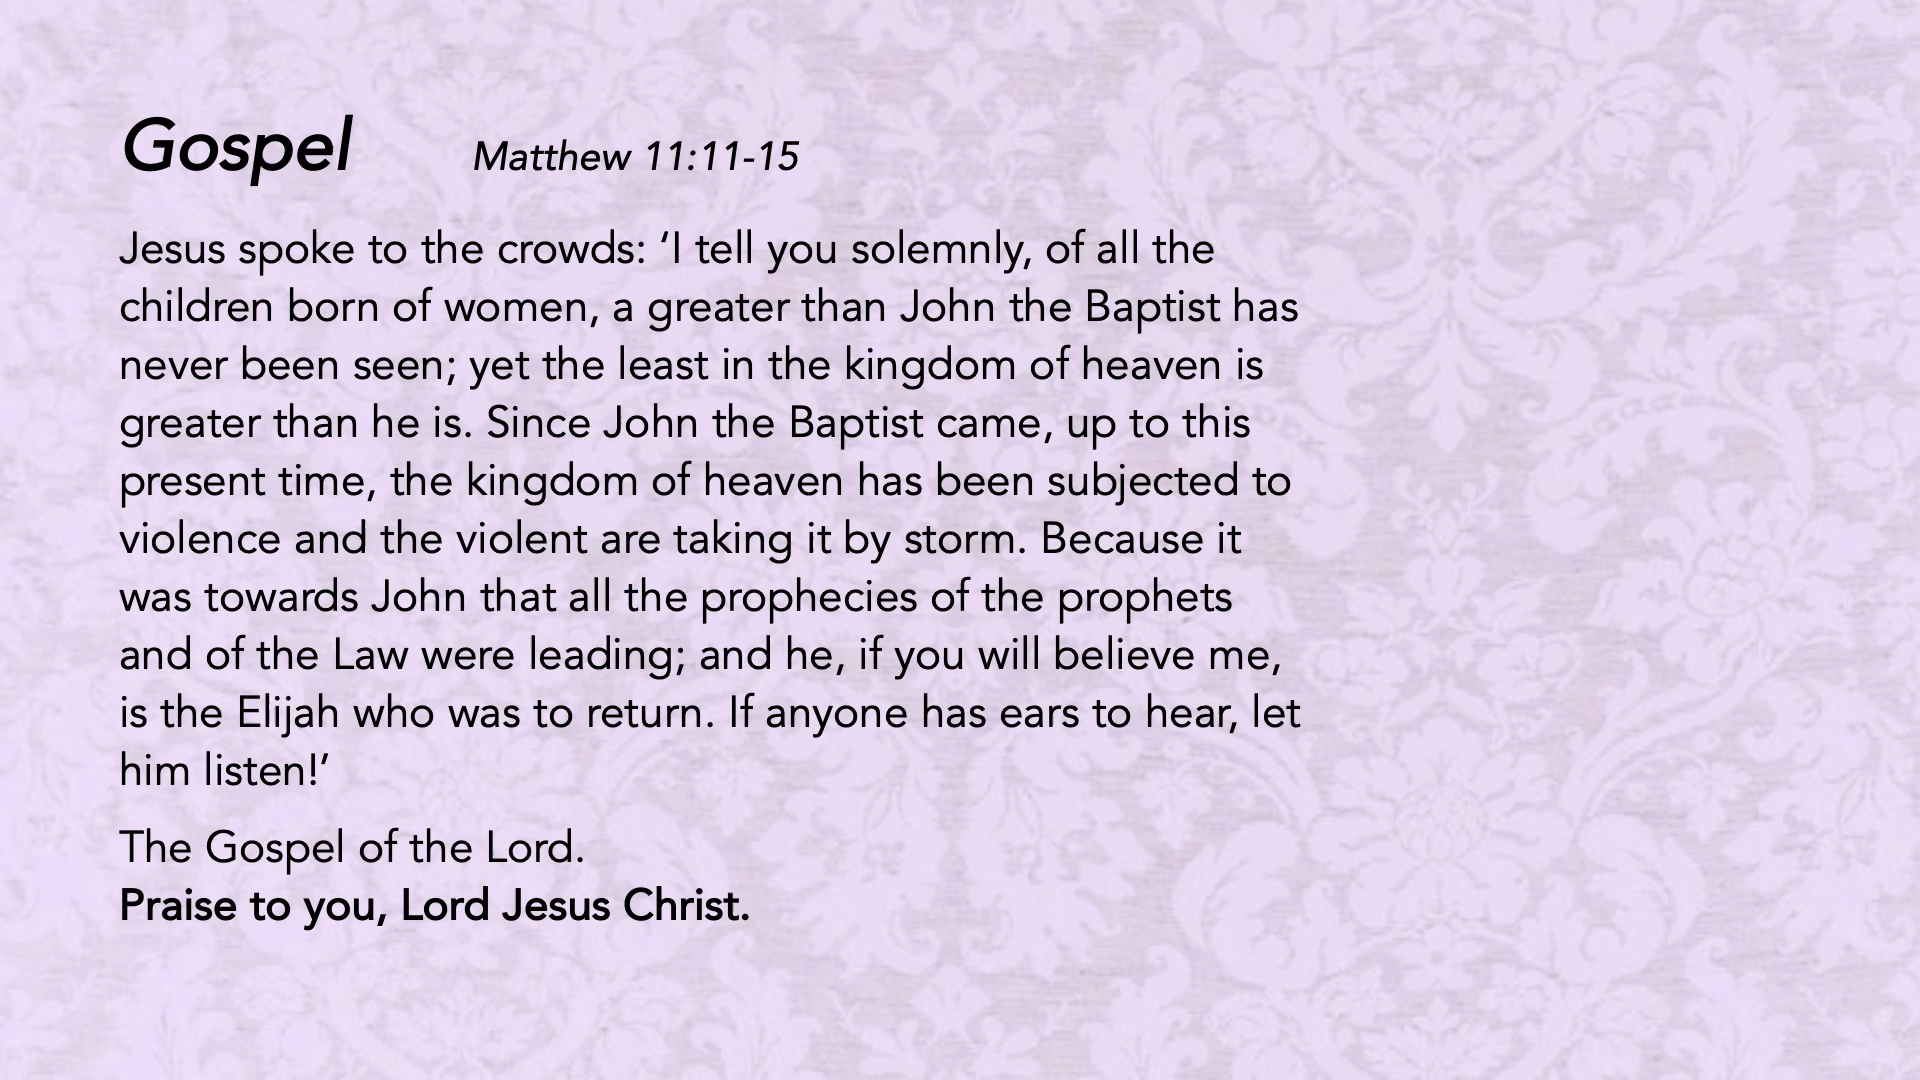 Gospel Matthew 11:11-15
Jesus spoke to the crowds: ‘I tell you solemnly, of all the
children born of women, a greater than John the Baptist has
never been seen; yet the least in the kingdom of heaven is
greater than he is. Since John the Baptist came, up to this
present time, the kingdom of heaven has been subjected to
violence and the violent are taking it by storm. Because it
was towards John that all the prophecies of the prophets
and of the Law were leading; and he, if you will believe me,
is the Elijah who was to return. If anyone has ears to hear, let
him listen!’
The Gospel of the Lord.
Praise to you, Lord Jesus Christ.